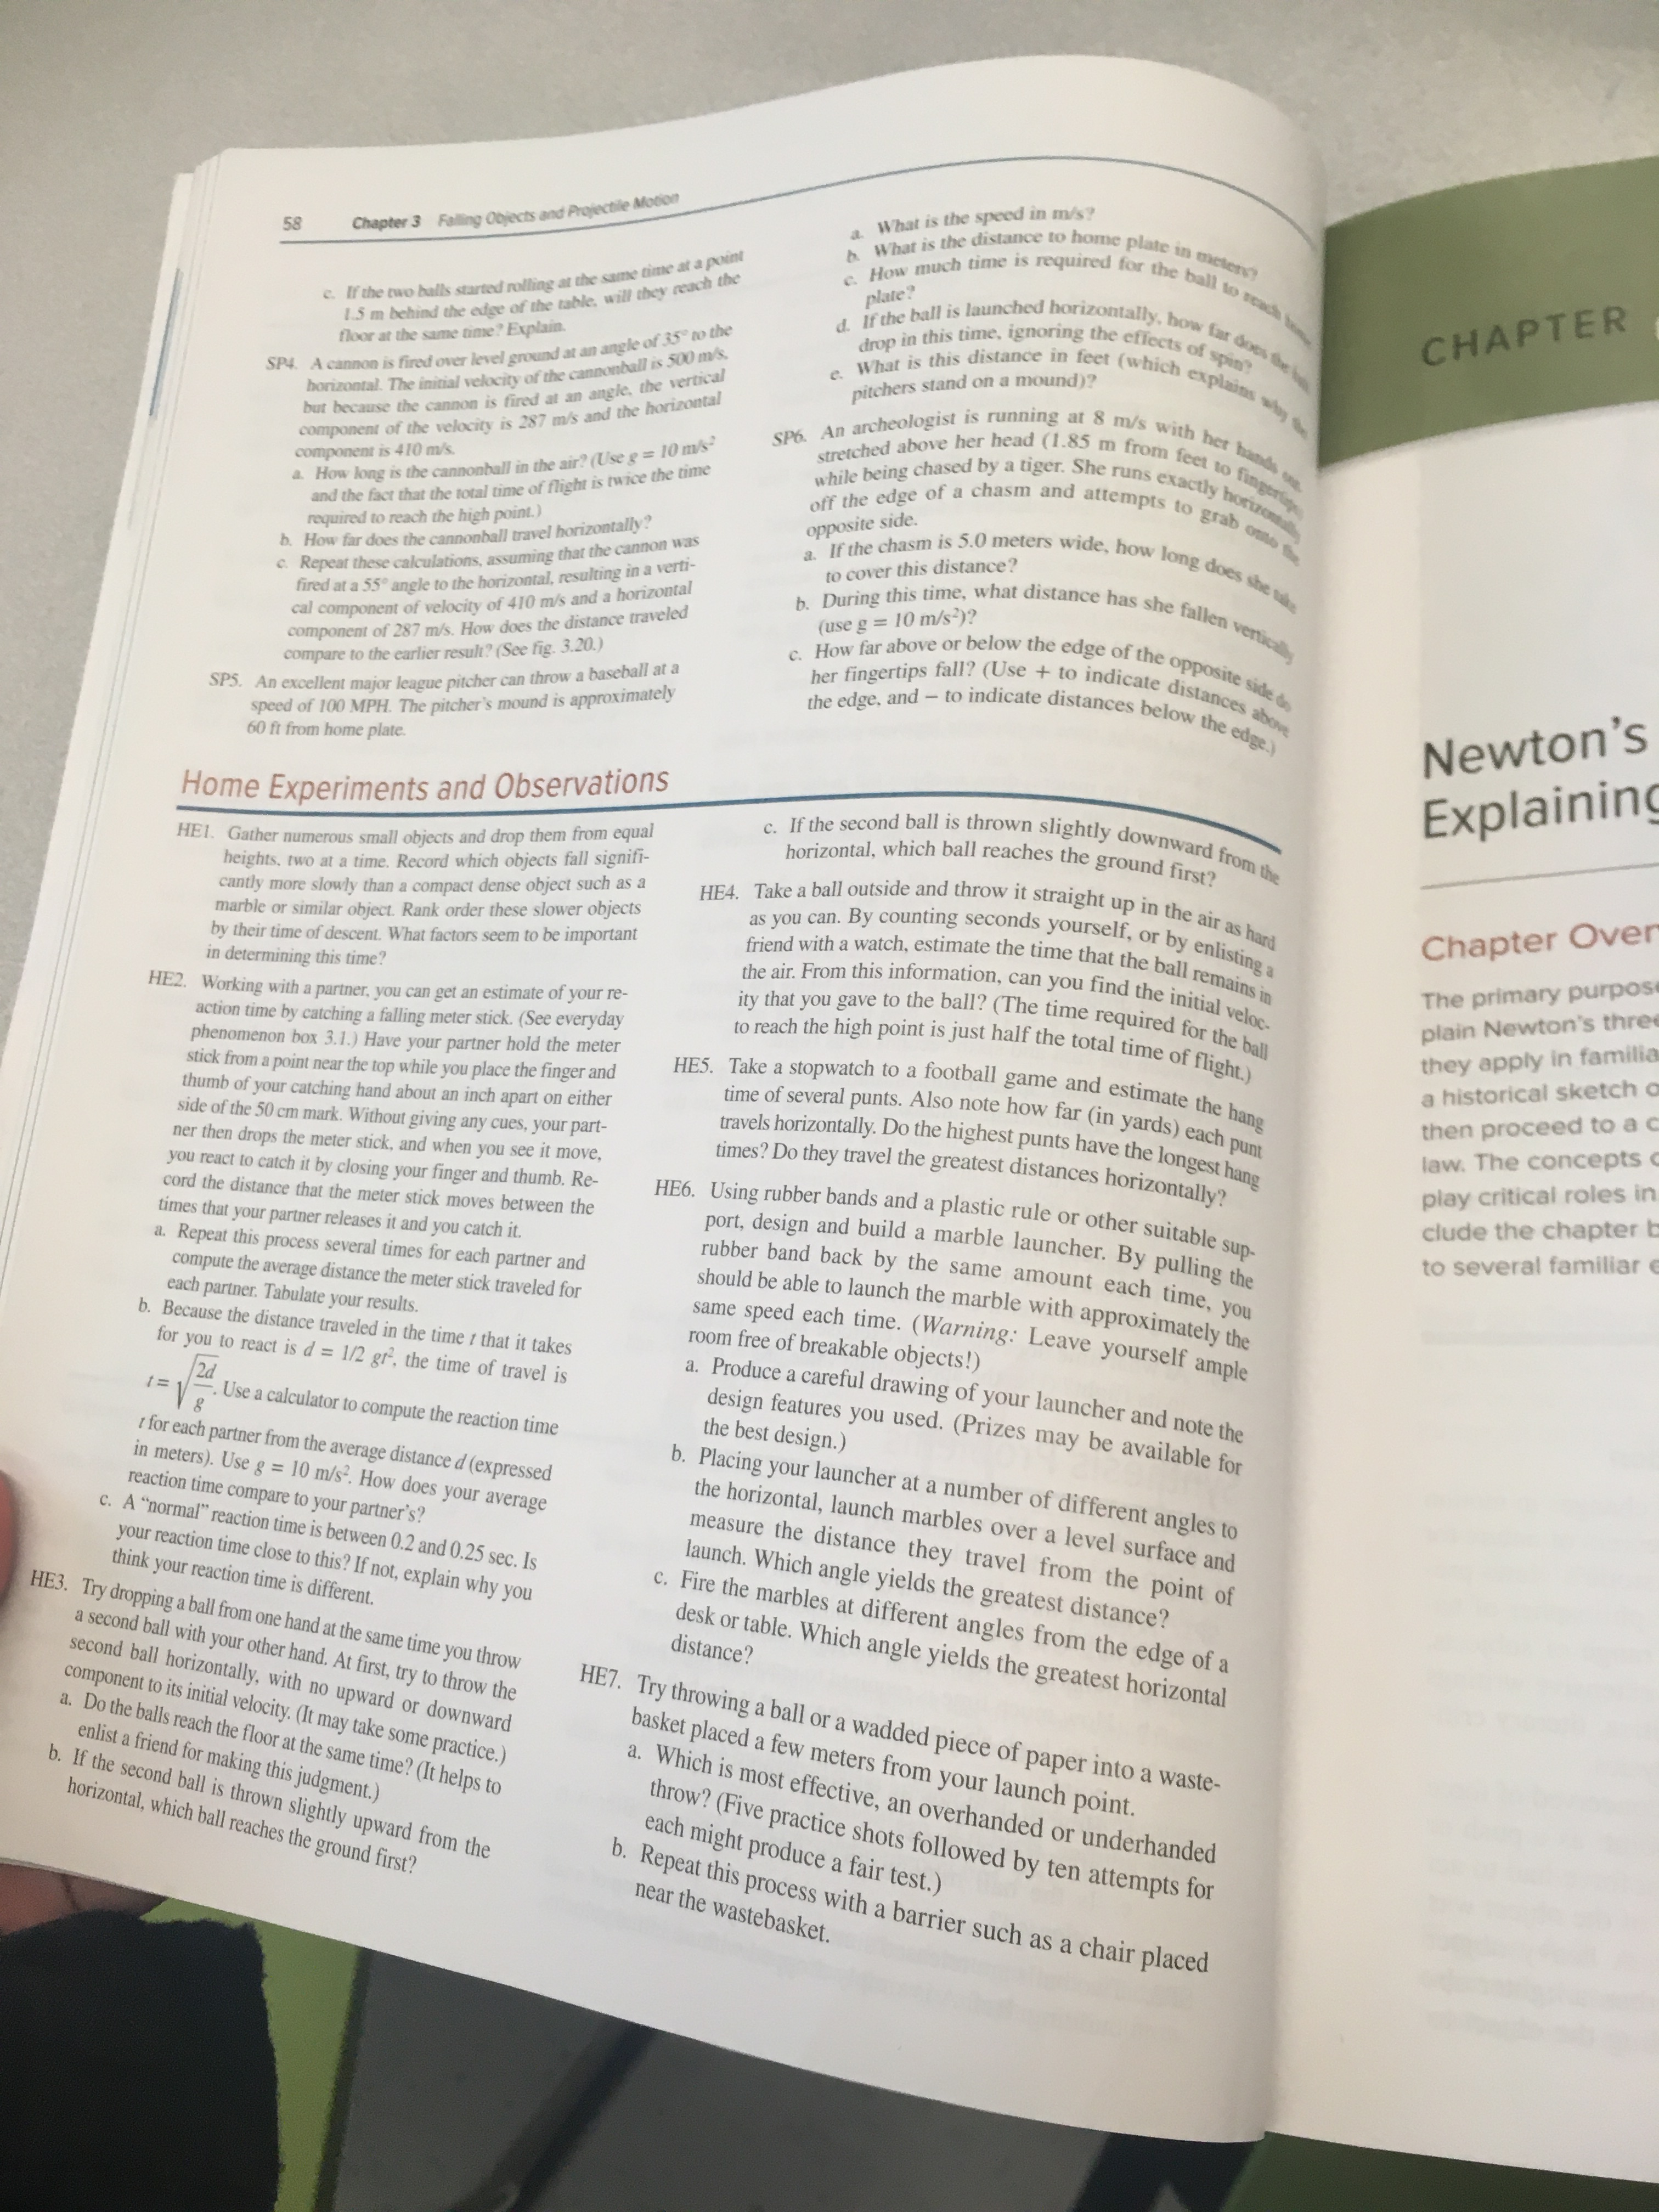 58 Chapter 3 Falling Objects and Projectile Motion
c. If the two balls started rolling at the same time at a point
1.5 m behind the edge of the table, will they reach the
floor at the same time? Explain.
SP4. A cannon is fired over level ground at an angle of 35° to the
horizontal. The initial velocity of the cannonball is 500 m/s,
but because the cannon is fired at an angle, the vertical
component of the velocity is 287 m/s and the horizontal
component is 410 m/s.
a. How long is the cannonball in the air? (Use g = 10 m/s²
and the fact that the total time of flight is twice the time
required to reach the high point.)
b. How far does the cannonball travel horizontally?
c. Repeat these calculations, assuming that the cannon was
fired at a 55° angle to the horizontal, resulting in a verti-
cal component of velocity of 410 m/s and a horizontal
component of 287 m/s. How does the distance traveled
compare to the earlier result? (See fig. 3.20.)
SP5. An excellent major league pitcher can throw a baseball at a
speed of 100 MPH. The pitcher's mound is approximately
60 ft from home plate.
a. What is the speed in m/s?
b. What is the distance to home plate in meters?
c. How much time is required for the ball to reach home
plate?
d. If the ball is launched horizontally, how far does the ball
drop in this time, ignoring the effects of spin?
e. What is this distance in feet (which explains why the
pitchers stand on a mound)?
SP6. An archeologist is running at 8 m/s with her hands out-
stretched above her head (1.85 m from feet to fingertips)
while being chased by a tiger. She runs exactly horizontally
off the edge of a chasm and attempts to grab onto the
opposite side.
a. If the chasm is 5.0 meters wide, how long does she take
to cover this distance?
b. During this time, what distance has she fallen vertically
(use g = 10 m/s²)?
c. How far above or below the edge of the opposite side do
her fingertips fall? (Use + to indicate distances above
the edge, and − to indicate distances below the edge.)
Home Experiments and Observations
HE1. Gather numerous small objects and drop them from equal
heights, two at a time. Record which objects fall signifi-
cantly more slowly than a compact dense object such as a
marble or similar object. Rank order these slower objects
by their time of descent. What factors seem to be important
in determining this time?
HE2. Working with a partner, you can get an estimate of your re-
action time by catching a falling meter stick. (See everyday
phenomenon box 3.1.) Have your partner hold the meter
stick from a point near the top while you place the finger and
thumb of your catching hand about an inch apart on either
side of the 50 cm mark. Without giving any cues, your part-
ner then drops the meter stick, and when you see it move,
you react to catch it by closing your finger and thumb. Re-
cord the distance that the meter stick moves between the
times that your partner releases it and you catch it.
a. Repeat this process several times for each partner and
compute the average distance the meter stick traveled for
each partner. Tabulate your results.
b. Because the distance traveled in the time t that it takes
for you to react is d = 1/2 gt², the time of travel is
t = √(2d/g). Use a calculator to compute the reaction time
t for each partner from the average distance d (expressed
in meters). Use g = 10 m/s². How does your average
reaction time compare to your partner's?
c. A "normal" reaction time is between 0.2 and 0.25 sec. Is
your reaction time close to this? If not, explain why you
think your reaction time is different.
HE3. Try dropping a ball from one hand at the same time you throw
a second ball with your other hand. At first, try to throw the
second ball horizontally, with no upward or downward
component to its initial velocity. (It may take some practice.)
a. Do the balls reach the floor at the same time? (It helps to
enlist a friend for making this judgment.)
b. If the second ball is thrown slightly upward from the
horizontal, which ball reaches the ground first?
c. If the second ball is thrown slightly downward from the
horizontal, which ball reaches the ground first?
HE4. Take a ball outside and throw it straight up in the air as hard
as you can. By counting seconds yourself, or by enlisting a
friend with a watch, estimate the time that the ball remains in
the air. From this information, can you find the initial veloc-
ity that you gave to the ball? (The time required for the ball
to reach the high point is just half the total time of flight.)
HE5. Take a stopwatch to a football game and estimate the hang
time of several punts. Also note how far (in yards) each punt
travels horizontally. Do the highest punts have the longest hang
times? Do they travel the greatest distances horizontally?
HE6. Using rubber bands and a plastic rule or other suitable sup-
port, design and build a marble launcher. By pulling the
rubber band back by the same amount each time, you
should be able to launch the marble with approximately the
same speed each time. (Warning: Leave yourself ample
room free of breakable objects!)
a. Produce a careful drawing of your launcher and note the
design features you used. (Prizes may be available for
the best design.)
b. Placing your launcher at a number of different angles to
the horizontal, launch marbles over a level surface and
measure the distance they travel from the point of
launch. Which angle yields the greatest distance?
c. Fire the marbles at different angles from the edge of a
desk or table. Which angle yields the greatest horizontal
distance?
HE7. Try throwing a ball or a wadded piece of paper into a waste-
basket placed a few meters from your launch point.
a. Which is most effective, an overhanded or underhanded
throw? (Five practice shots followed by ten attempts for
each might produce a fair test.)
b. Repeat this process with a barrier such as a chair placed
near the wastebasket.
CHAPTER
Newton's
Explaining
Chapter Over
The primary purpose
plain Newton's three
they apply in familia
a historical sketch o
then proceed to a c
law. The concepts o
play critical roles in
clude the chapter b
to several familiar e